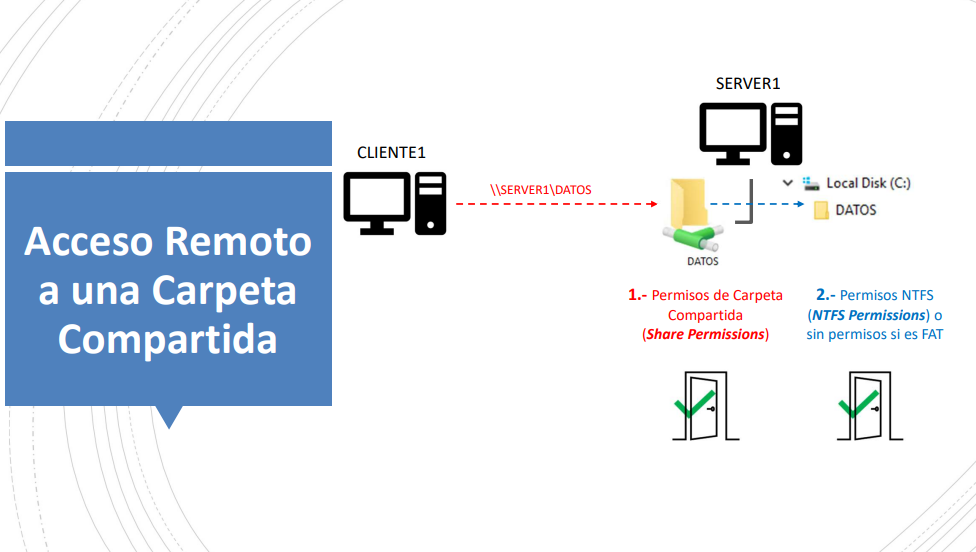 Acceso Remoto
a una Carpeta
Compartida
CLIENTE1
\\SERVER1\DATOS
SERVER1
Local Disk (C:)
DATOS
DATOS
1.- Permisos de Carpeta
Compartida
(Share Permissions)
2.- Permisos NTFS
(NTFS Permissions) o
sin permisos si es FAT